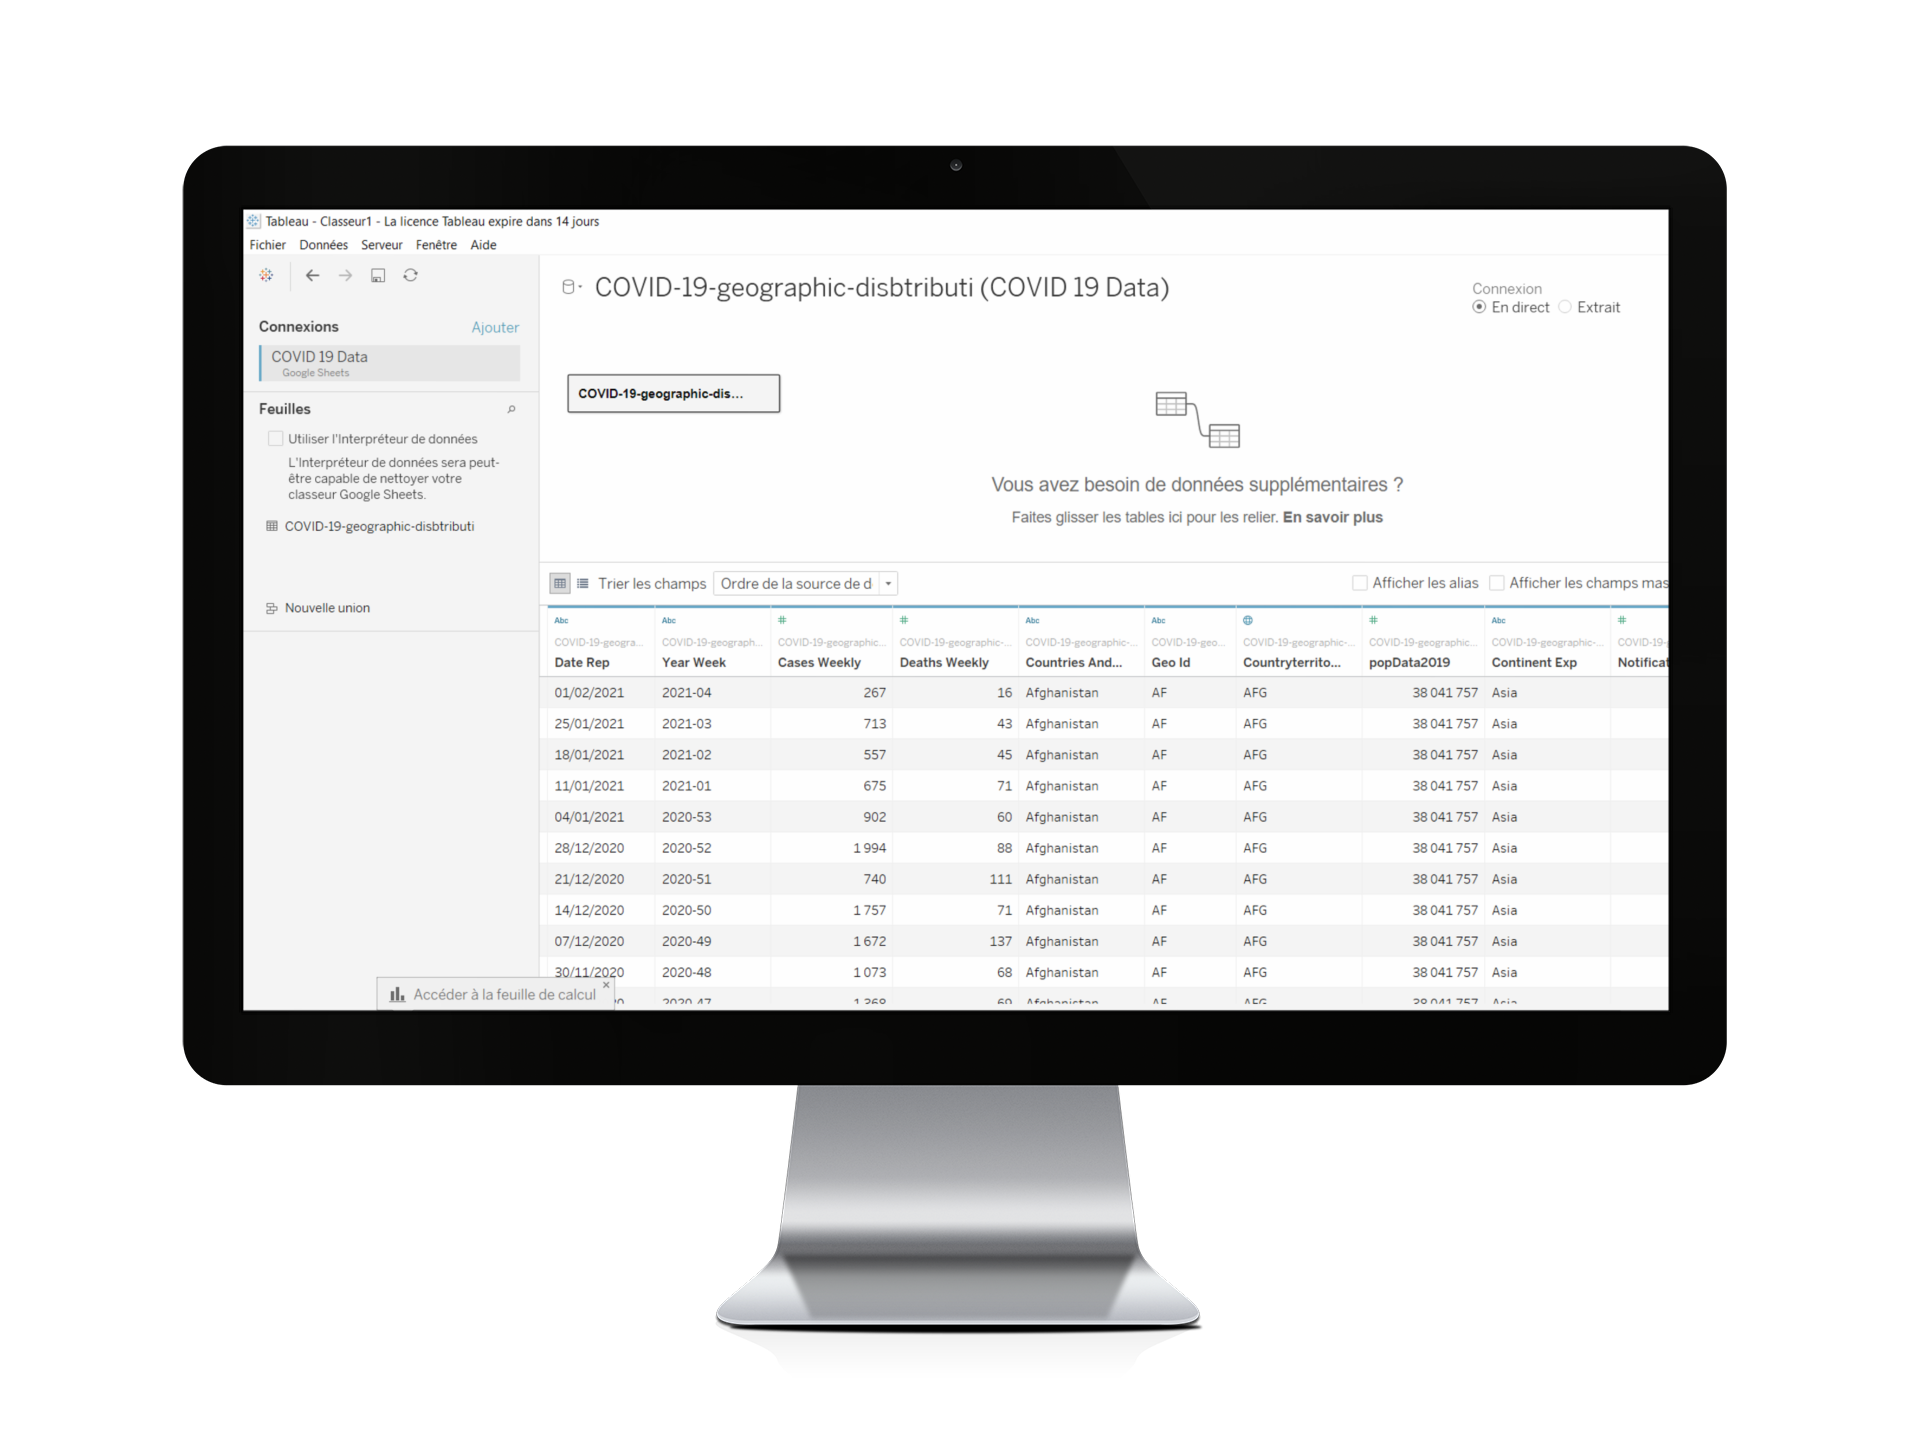 Tableau - Classeur1 - La licence Tableau expire dans 14 jours
Fichier Données Serveur Fenêtre Aide
COVID-19-geographic-disbtributi (COVID 19 Data)
Connexion
En direct Extrait
Connexions Ajouter
COVID 19 Data
Google Sheets
Feuilles
Utiliser l'Interpréteur de données
L'Interpréteur de données sera peut-
être capable de nettoyer votre
classeur Google Sheets.
COVID-19-geographic-disbtributi
Nouvelle union
COVID-19-geographic-dis...
Vous avez besoin de données supplémentaires ?
Faites glisser les tables ici pour les relier. En savoir plus
Trier les champs Ordre de la source de d Afficher les alias Afficher les champs mas
Abc Abc # # Abc Abc # Abc #
COVID-19-geogra... COVID-19-geograph... COVID-19-geographic... COVID-19-geographic-... COVID-19-geographic-... COVID-19-geo... COVID-19-geographic-... COVID-19-geographic... COVID-19-geographic-... COVID-19-
Date Rep Year Week Cases Weekly Deaths Weekly Countries And... Geo Id Countryterrito... popData2019 Continent Exp Notificat
01/02/2021 2021-04 267 16 Afghanistan AF AFG 38 041 757 Asia
25/01/2021 2021-03 713 43 Afghanistan AF AFG 38 041 757 Asia
18/01/2021 2021-02 557 45 Afghanistan AF AFG 38 041 757 Asia
11/01/2021 2021-01 675 71 Afghanistan AF AFG 38 041 757 Asia
04/01/2021 2020-53 902 60 Afghanistan AF AFG 38 041 757 Asia
28/12/2020 2020-52 1 994 88 Afghanistan AF AFG 38 041 757 Asia
21/12/2020 2020-51 740 111 Afghanistan AF AFG 38 041 757 Asia
14/12/2020 2020-50 1 757 71 Afghanistan AF AFG 38 041 757 Asia
07/12/2020 2020-49 1 672 137 Afghanistan AF AFG 38 041 757 Asia
30/11/2020 2020-48 1 073 68 Afghanistan AF AFG 38 041 757 Asia
2020-47 1 368 69 Afghanistan AF AFG 38 041 757 Asia
Accéder à la feuille de calcul